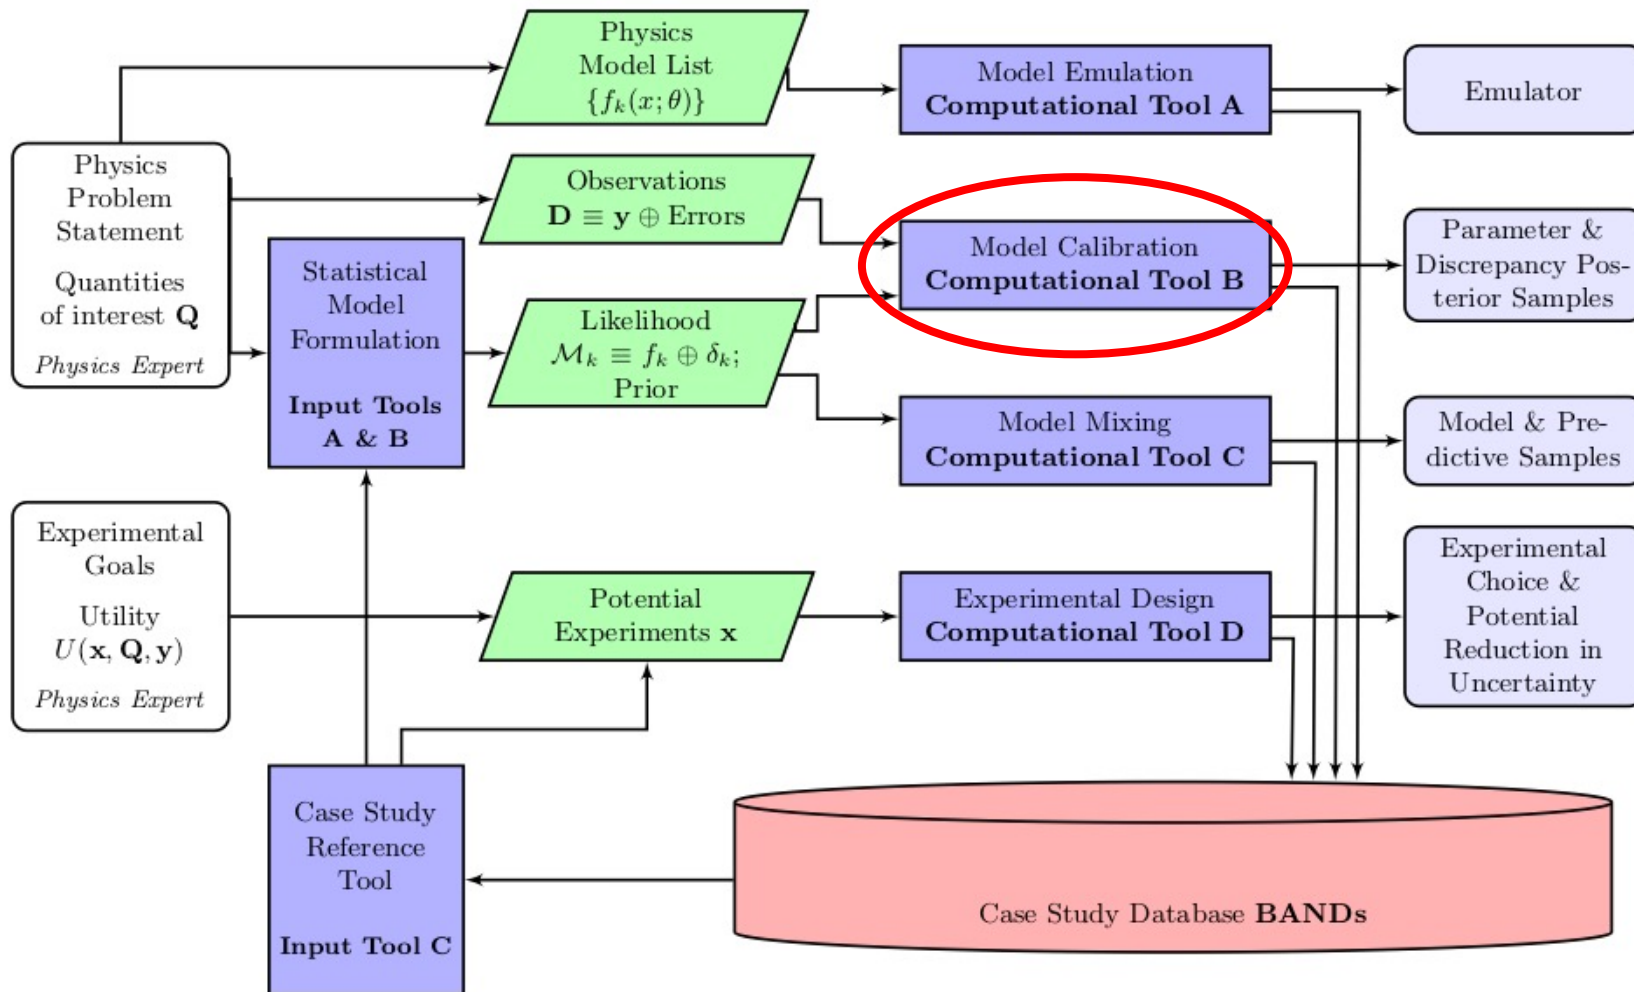 Physics
Model List
{f_k(x; θ)}
Model Emulation
Computational Tool A
Emulator
Physics
Problem
Statement
Quantities
of interest Q
Physics Expert
Observations
D ≡ y ⊕ Errors
Statistical
Model
Formulation
Input Tools
A & B
Likelihood
ℳ_k ≡ f_k ⊕ δ_k;
Prior
Model Calibration
Computational Tool B
Parameter &
Discrepancy Pos-
terior Samples
Model Mixing
Computational Tool C
Model & Pre-
dictive Samples
Experimental
Goals
Utility
U(x, Q, y)
Physics Expert
Potential
Experiments x
Experimental Design
Computational Tool D
Experimental
Choice &
Potential
Reduction in
Uncertainty
Case Study
Reference
Tool
Input Tool C
Case Study Database BANDs